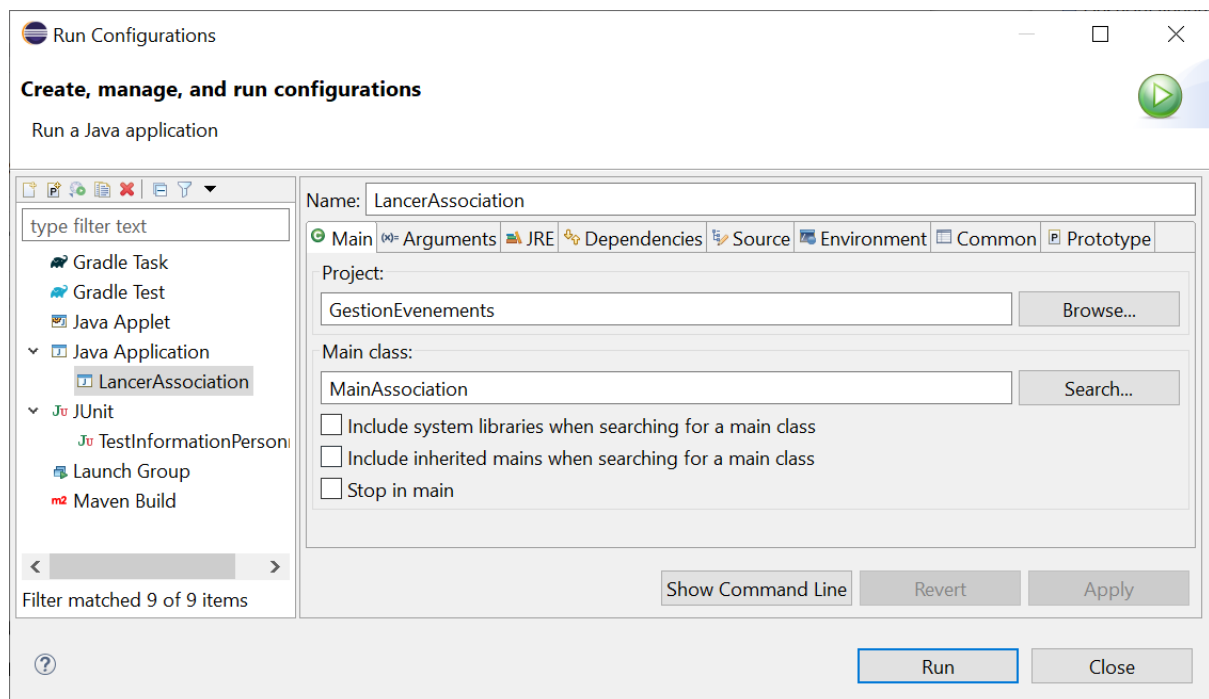 Run Configurations
Create, manage, and run configurations
Run a Java application
type filter text
Gradle Task
Gradle Test
Java Applet
Java Application
LancerAssociation
JUnit
TestInformationPerson
Launch Group
Maven Build
Filter matched 9 of 9 items
Name: LancerAssociation
Main Arguments JRE Dependencies Source Environment Common Prototype
Project:
GestionEvenements Browse...
Main class:
MainAssociation Search...
Include system libraries when searching for a main class
Include inherited mains when searching for a main class
Stop in main
Show Command Line Revert Apply
Run Close